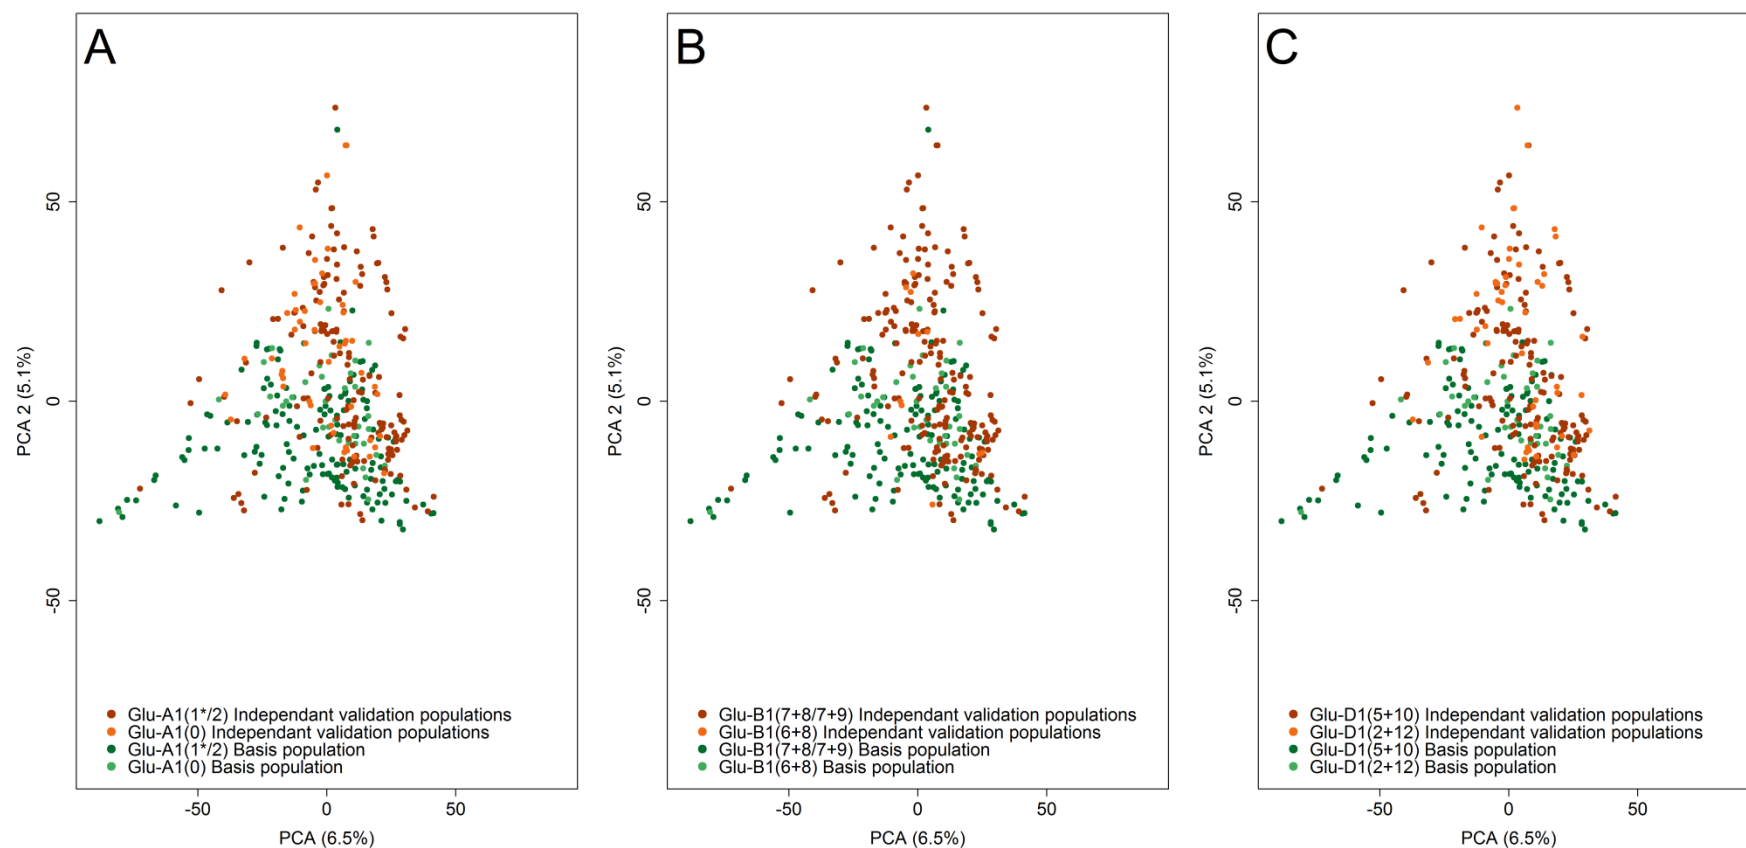 A
50
0
-50
PCA 2 (5.1%)
Glu-A1(1*/2) Independant validation populations
Glu-A1(0) Independant validation populations
Glu-A1(1*/2) Basis population
Glu-A1(0) Basis population
-50 0 50
PCA (6.5%)
B
50
0
-50
PCA 2 (5.1%)
Glu-B1(7+8/7+9) Independant validation populations
Glu-B1(6+8) Independant validation populations
Glu-B1(7+8/7+9) Basis population
Glu-B1(6+8) Basis population
-50 0 50
PCA (6.5%)
C
50
0
-50
PCA 2 (5.1%)
Glu-D1(5+10) Independant validation populations
Glu-D1(2+12) Independant validation populations
Glu-D1(5+10) Basis population
Glu-D1(2+12) Basis population
-50 0 50
PCA (6.5%)